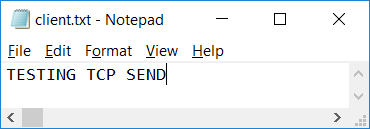 client.txt - Notepad
File Edit Format View Help
TESTING TCP SEND